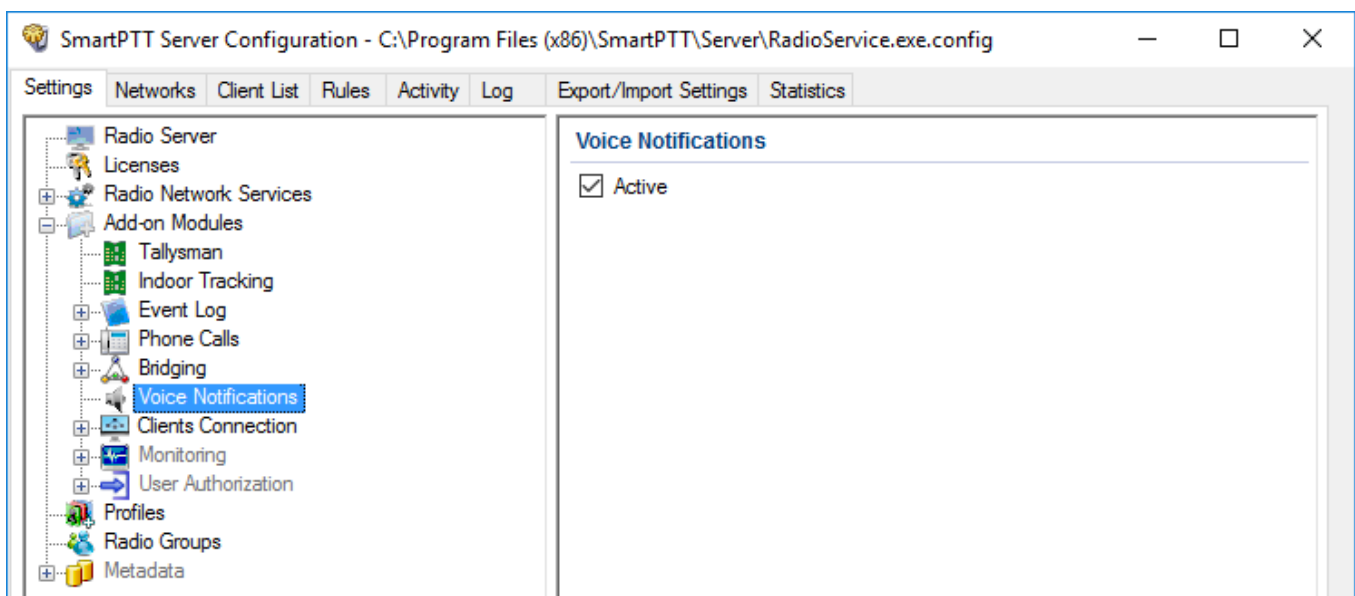 SmartPTT Server Configuration - C:\Program Files (x86)\SmartPTT\Server\RadioService.exe.config
Settings Networks Client List Rules Activity Log Export/Import Settings Statistics
Radio Server
Licenses
Radio Network Services
Add-on Modules
Tallysman
Indoor Tracking
Event Log
Phone Calls
Bridging
Voice Notifications
Clients Connection
Monitoring
User Authorization
Profiles
Radio Groups
Metadata
Voice Notifications
Active